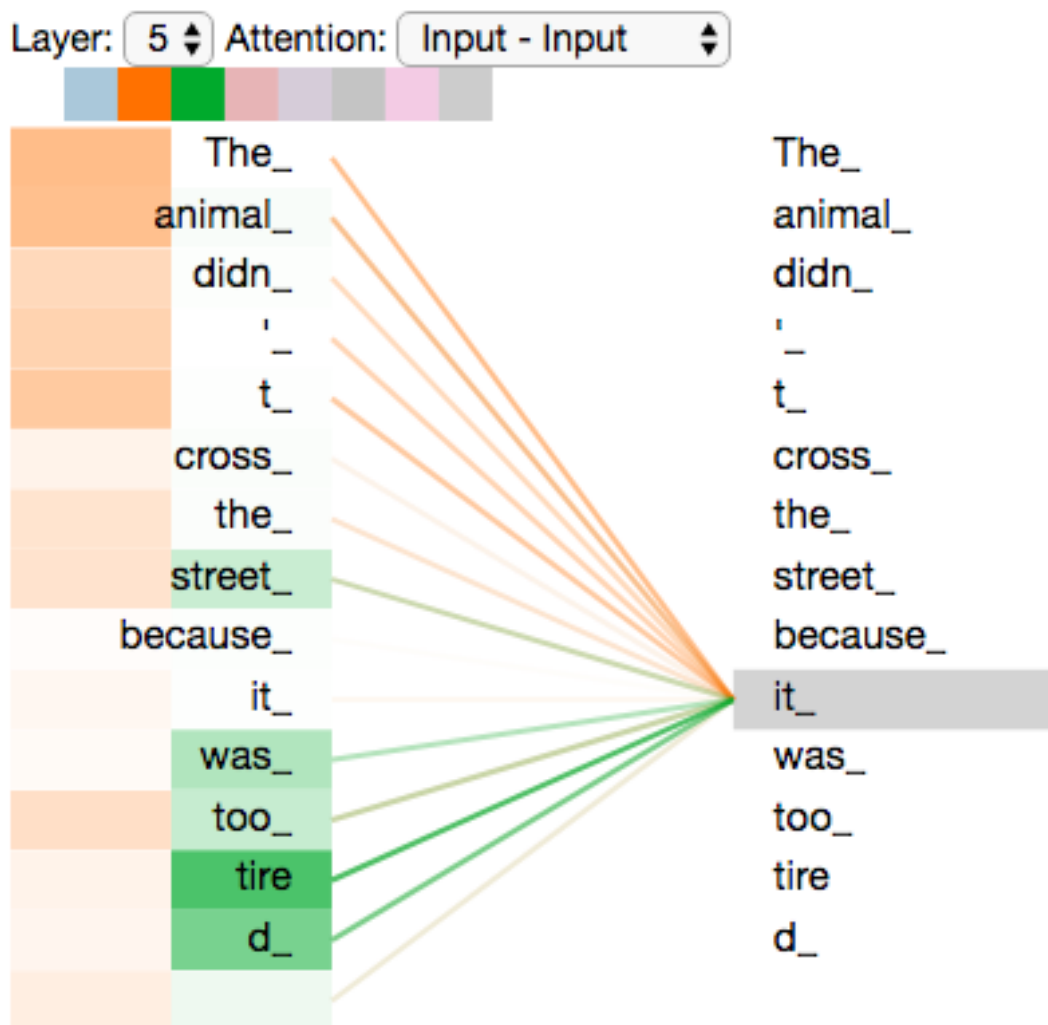 Layer: 5 Attention: Input - Input
The_ The_
animal_ animal_
didn_ didn_
'_ '_
t_ t_
cross_ cross_
the_ the_
street_ street_
because_ because_
it_ it_
was_ was_
too_ too_
tire tire
d_ d_